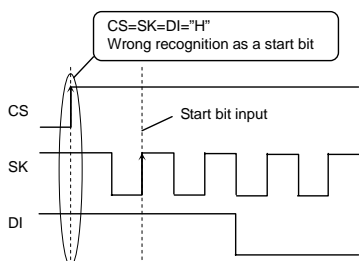 CS=SK=DI="H"
Wrong recognition as a start bit
Start bit input
CS
SK
DI